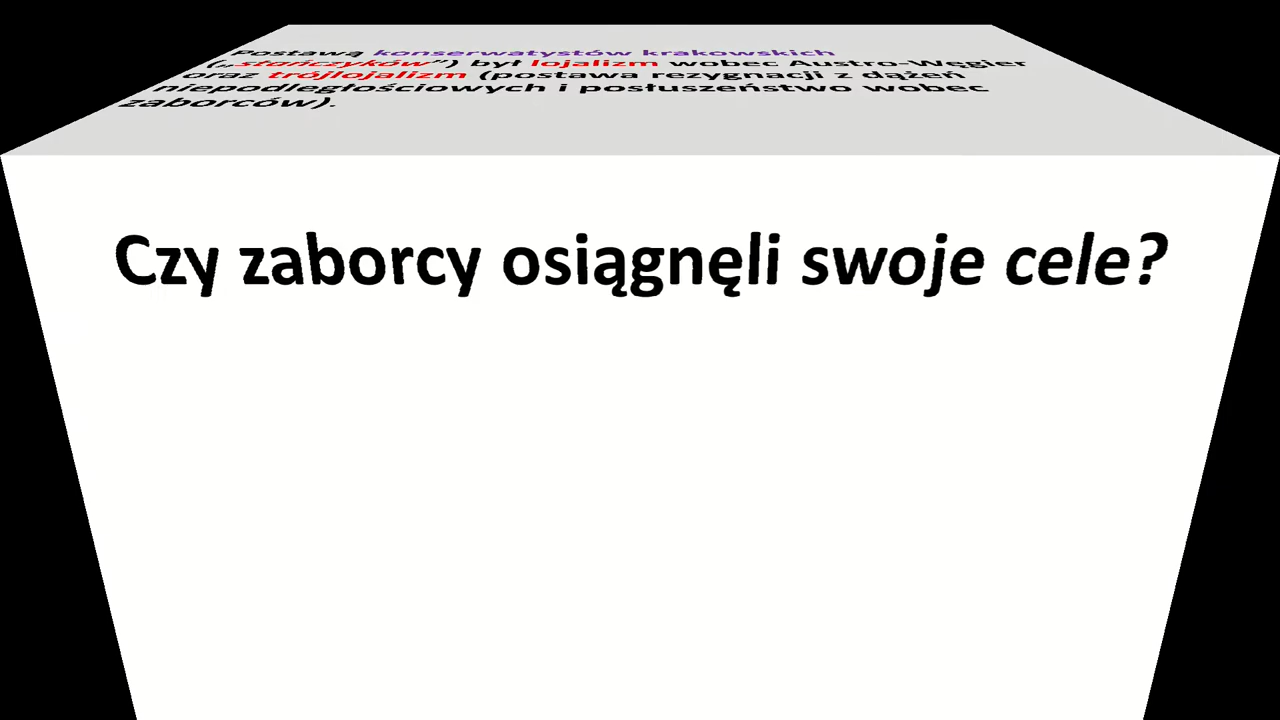 Postawą konserwatystów krakowskich
(„stańczyków”) był lojalizm wobec Austro-Węgier
oraz trójlojalizm (postawa rezygnacji z dążeń
niepodległościowych i posłuszeństwo wobec
zaborców).
Czy zaborcy osiągnęli swoje cele?